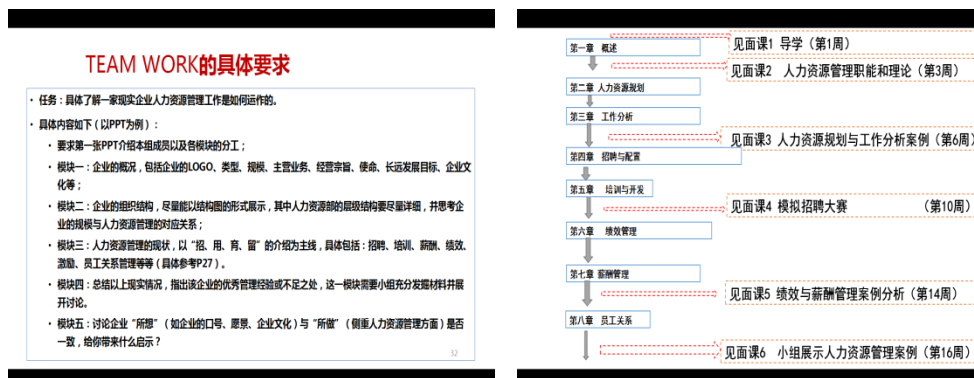 TEAM WORK的具体要求
• 任务：具体了解一家现实企业人力资源管理工作是如何运作的。
• 具体内容如下（以PPT为例）：
• 要求第一张PPT介绍本组成员以及各模块的分工；
• 模块一：企业的概况，包括企业的LOGO、类型、规模、主营业务、经营宗旨、使命、长远发展目标、企业文
化等；
• 模块二：企业的组织结构，尽量能以结构图的形式展示，其中人力资源部的层级结构要尽量详细，并思考企
业的规模与人力资源管理的对应关系；
• 模块三：人力资源管理的现状，以“招、用、育、留”的介绍为主线，具体包括：招聘、培训、薪酬、绩效、
激励、员工关系管理等等（具体参考P27）。
• 模块四：总结以上现实情况，指出该企业的优秀管理经验或不足之处，这一模块需要小组充分发掘材料并展
开讨论。
• 模块五：讨论企业“所想”（如企业的口号、愿景、企业文化）与“所做”（侧重人力资源管理方面）是否
一致，给你带来什么启示？
32
第一章 概述
见面课1 导学（第1周）
见面课2 人力资源管理职能和理论（第3周）
第二章 人力资源规划
第三章 工作分析
见面课3 人力资源规划与工作分析案例（第6周）
第四章 招聘与配置
第五章 培训与开发
见面课4 模拟招聘大赛 （第10周）
第六章 绩效管理
第七章 薪酬管理
见面课5 绩效与薪酬管理案例分析（第14周）
第八章 员工关系
见面课6 小组展示人力资源管理案例（第16周）